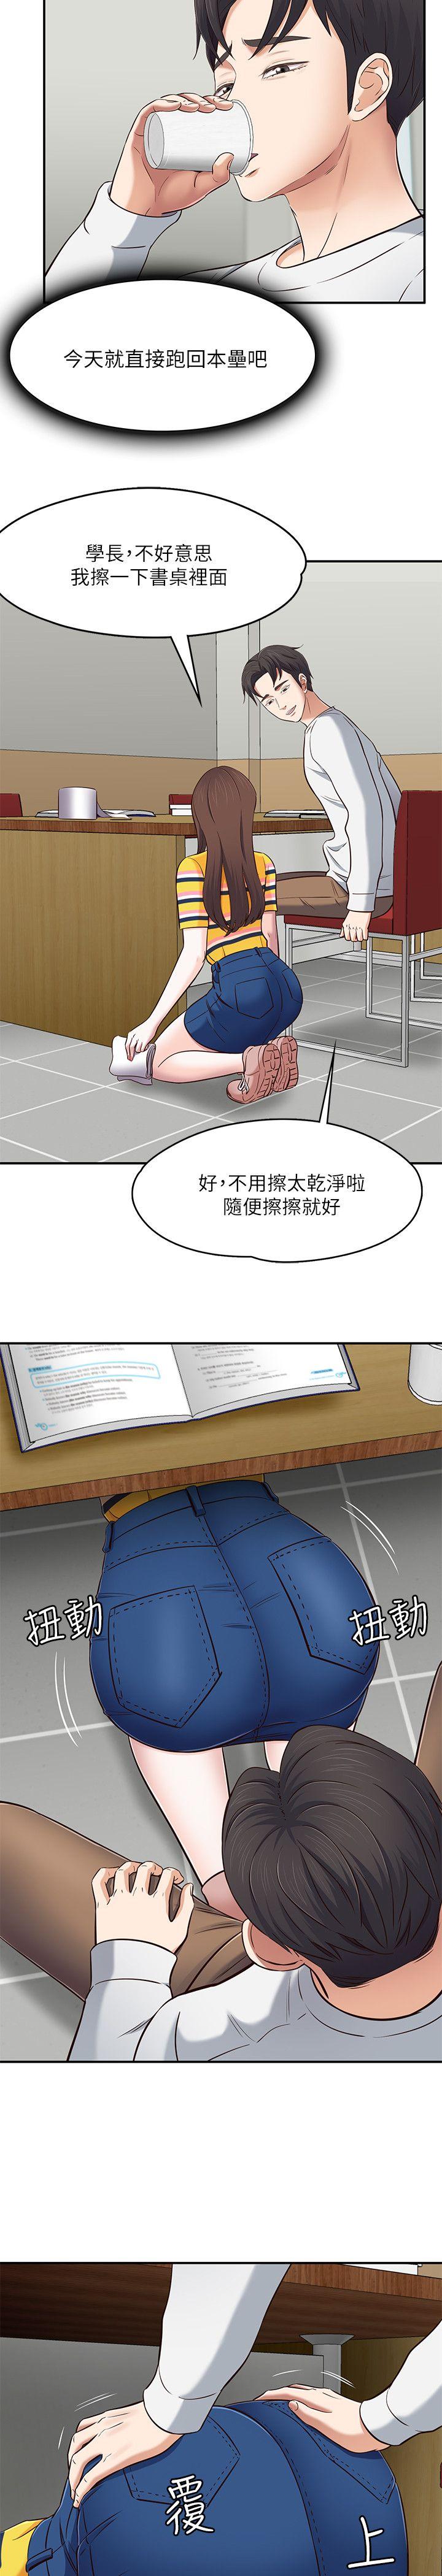 今天就直接跑回本壘吧
學長，不好意思
我擦一下書桌裡面
好，不用擦太乾淨啦
隨便擦擦就好
扭動
扭動
覆
上